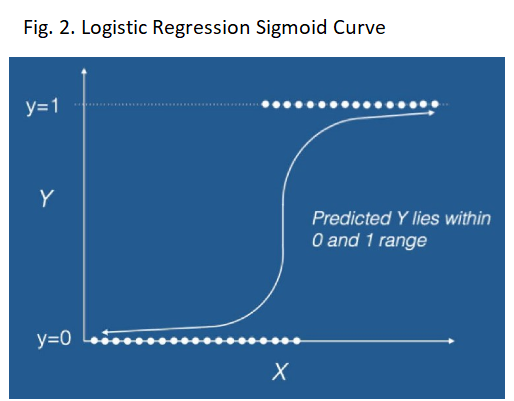 Fig. 2. Logistic Regression Sigmoid Curve
y=1
Y
Predicted Y lies within
0 and 1 range
y=0
X